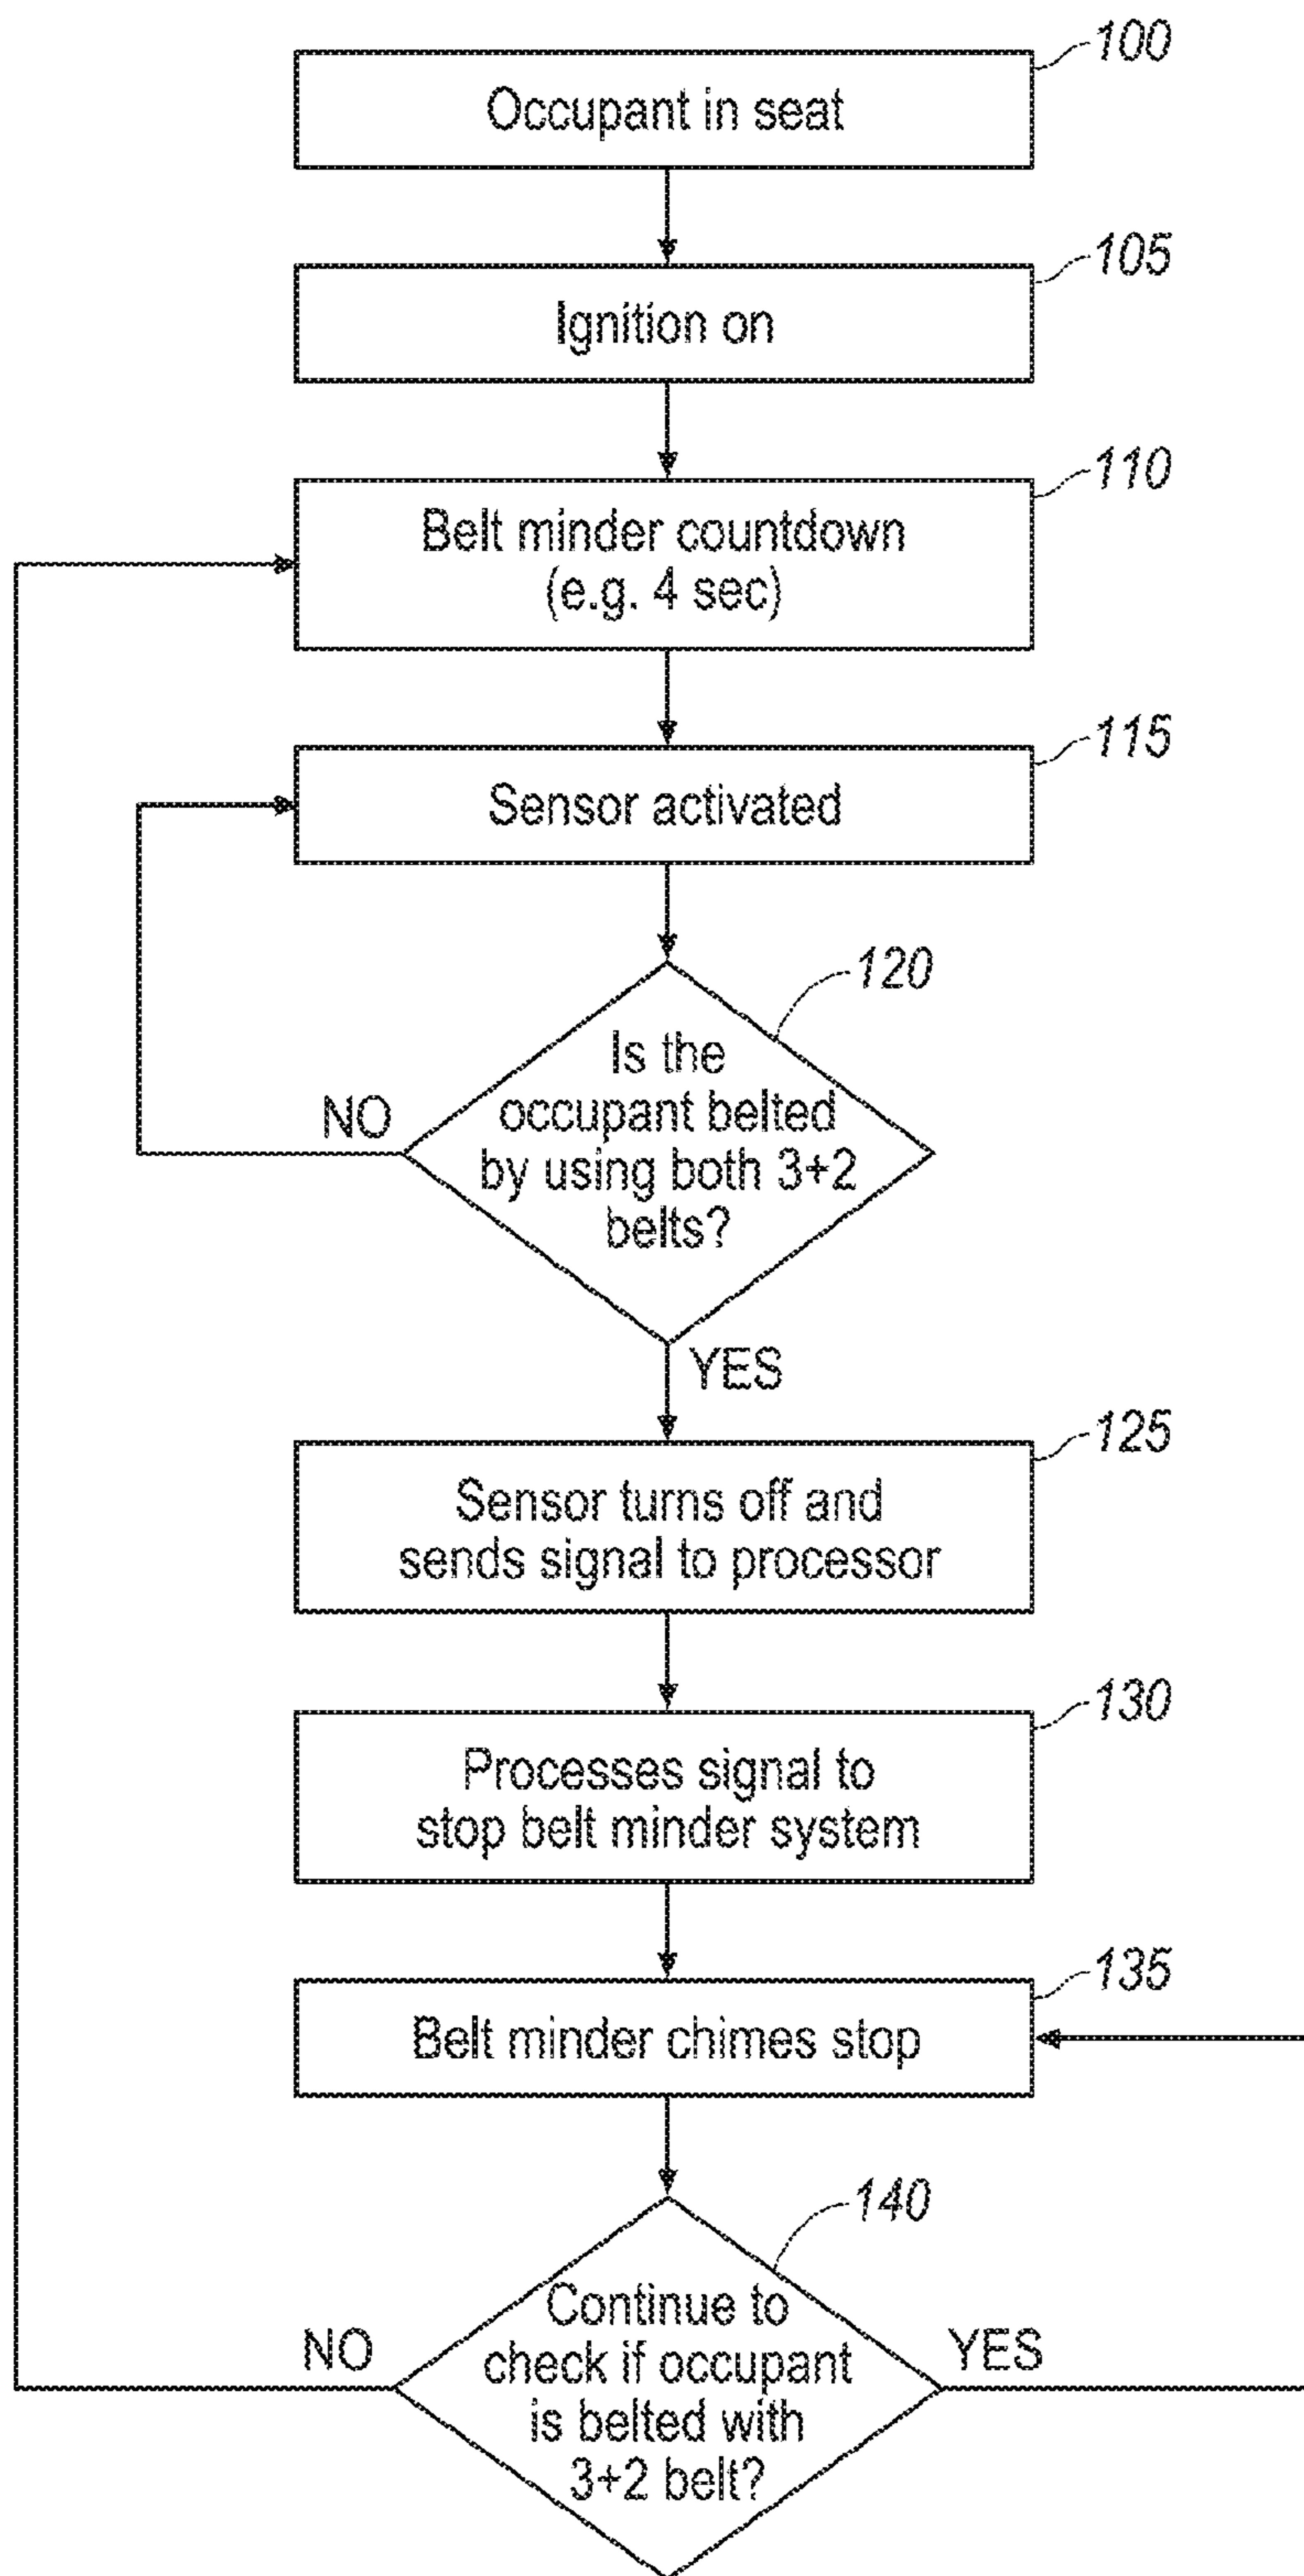 100
Occupant in seat
105
Ignition on
110
Belt minder countdown
(e.g. 4 sec)
115
Sensor activated
120
Is the
occupant belted
by using both 3+2
belts?
NO
YES
125
Sensor turns off and
sends signal to processor
130
Processes signal to
stop belt minder system
135
Belt minder chimes stop
140
Continue to
check if occupant
is belted with
3+2 belt?
NO
YES